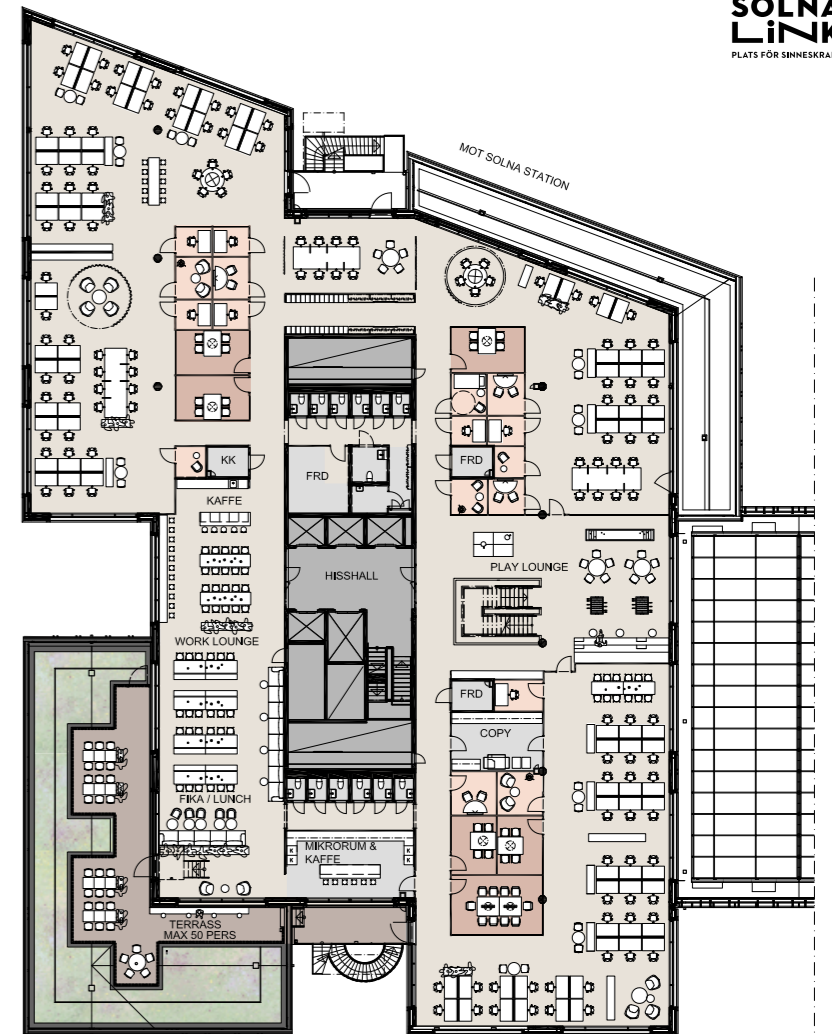 SOLNA
LiNK
PLATS FÖR SINNESKRA
MOT SOLNA STATION
KK
KAFFE
FRD
FRD
HISSHALL
PLAY LOUNGE
WORK LOUNGE
FRD
COPY
FIKA / LUNCH
MIKRORUM &
KAFFE
TERRASS
MAX 50 PERS